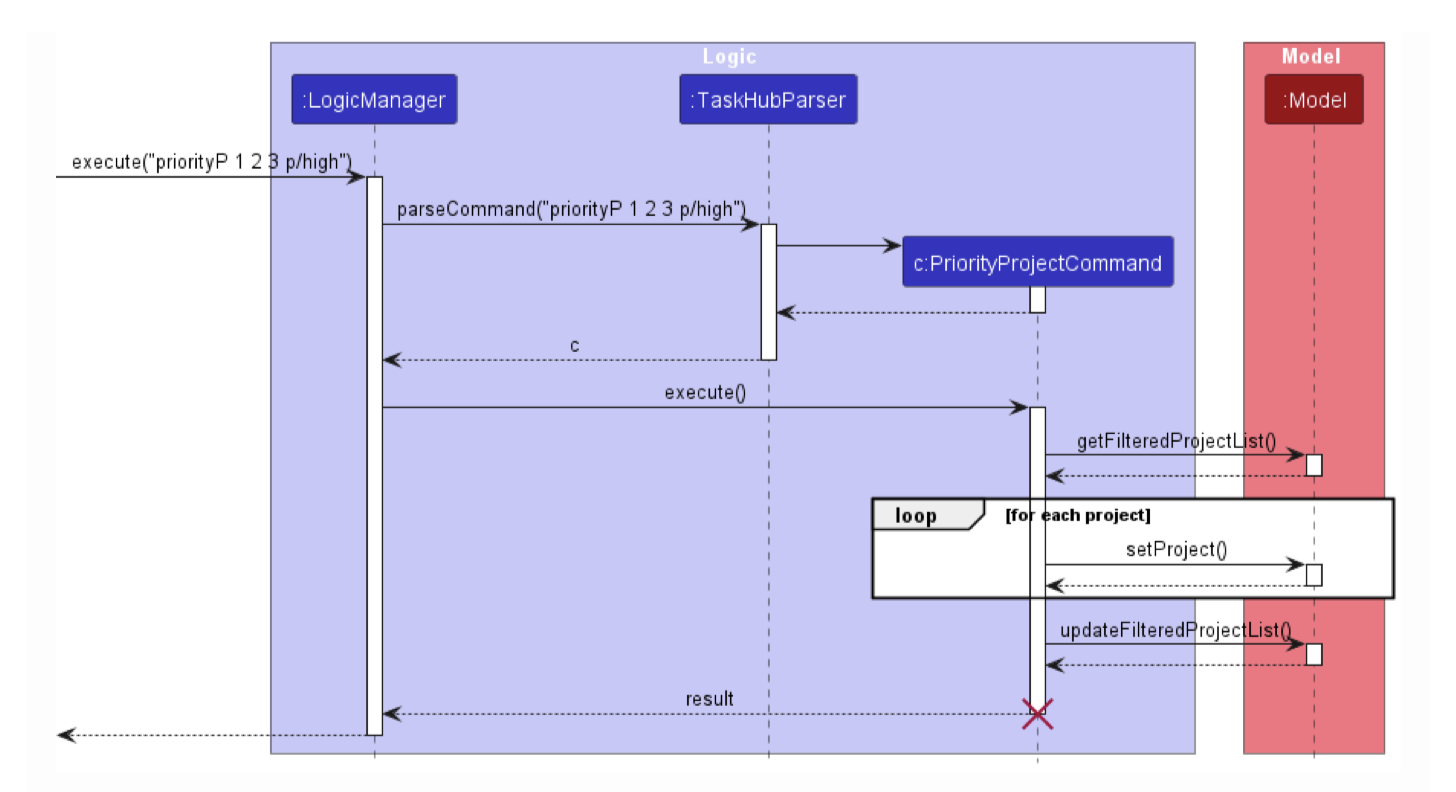 Logic
Model
:LogicManager
:TaskHubParser
:Model
execute("priorityP 1 2 3 p/high")
parseCommand("priorityP 1 2 3 p/high")
c:PriorityProjectCommand
c
execute()
getFilteredProjectList()
loop
[for each project]
setProject()
updateFilteredProjectList()
result